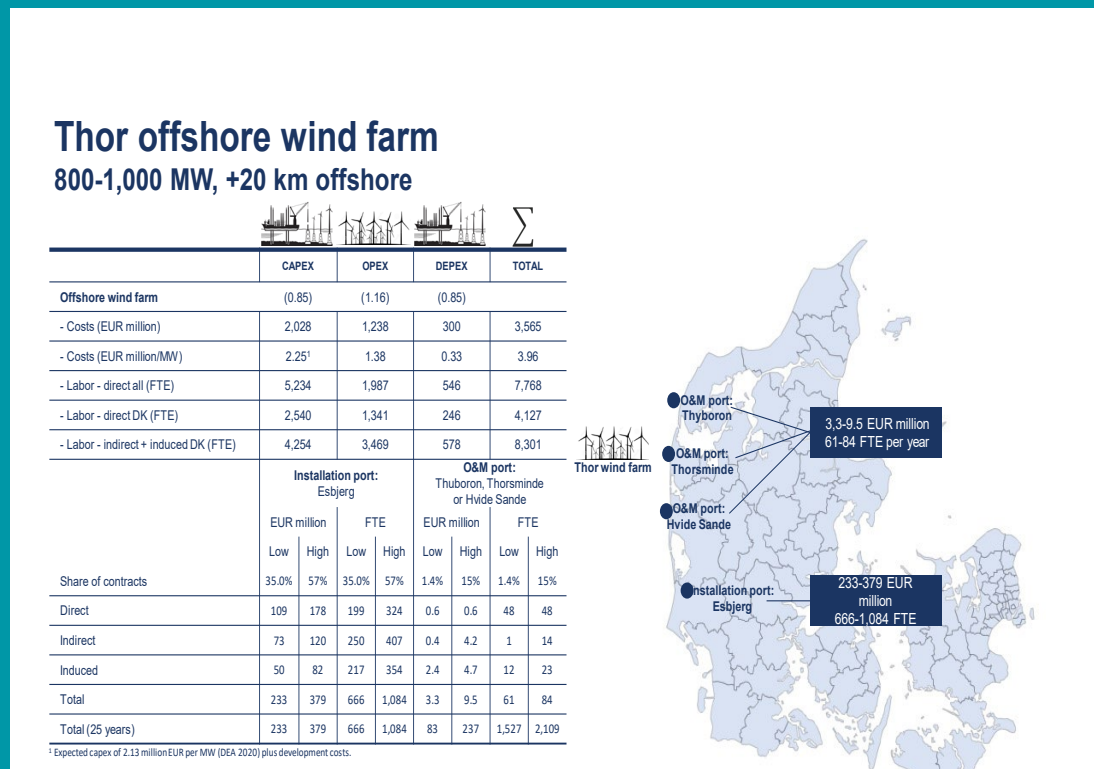 Thor offshore wind farm
800-1,000 MW, +20 km offshore
∑
CAPEX OPEX DEPEX TOTAL
Offshore wind farm (0.85) (1.16) (0.85)
- Costs (EUR million) 2,028 1,238 300 3,565
- Costs (EUR million/MW) 2.25¹ 1.38 0.33 3.96
- Labor - direct all (FTE) 5,234 1,987 546 7,768
- Labor - direct DK (FTE) 2,540 1,341 246 4,127
- Labor - indirect + induced DK (FTE) 4,254 3,469 578 8,301
Installation port:
Esbjerg
O&M port:
Thuboron, Thorsminde
or Hvide Sande
EUR million FTE EUR million FTE
Low High Low High Low High Low High
Share of contracts 35.0% 57% 35.0% 57% 1.4% 15% 1.4% 15%
Direct 109 178 199 324 0.6 0.6 48 48
Indirect 73 120 250 407 0.4 4.2 1 14
Induced 50 82 217 354 2.4 4.7 12 23
Total 233 379 666 1,084 3.3 9.5 61 84
Total (25 years) 233 379 666 1,084 83 237 1,527 2,109
¹ Expected capex of 2.13 million EUR per MW (DEA 2020) plus development costs.
Thor wind farm
O&M port:
Thyboron
O&M port:
Thorsminde
O&M port:
Hvide Sande
3,3-9.5 EUR million
61-84 FTE per year
Installation port:
Esbjerg
233-379 EUR
million
666-1,084 FTE